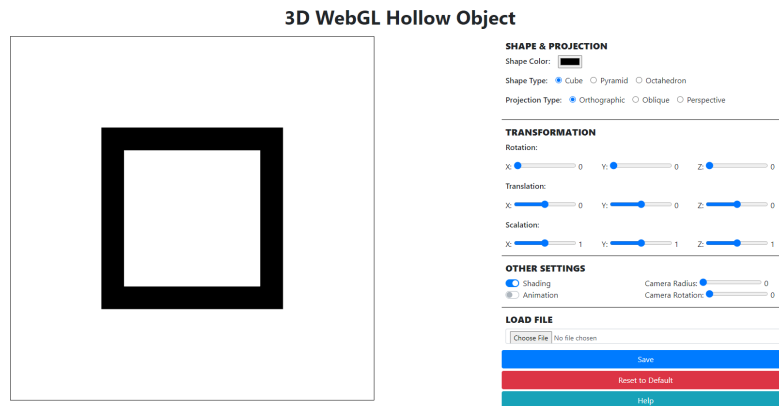 3D WebGL Hollow Object
SHAPE & PROJECTION
Shape Color:
Shape Type: Cube Pyramid Octahedron
Projection Type: Orthographic Oblique Perspective
TRANSFORMATION
Rotation:
X: 0 Y: 0 Z: 0
Translation:
X: 0 Y: 0 Z: 0
Scalation:
X: 1 Y: 1 Z: 1
OTHER SETTINGS
Shading Camera Radius: 0
Animation Camera Rotation: 0
LOAD FILE
Choose File No file chosen
Save
Reset to Default
Help